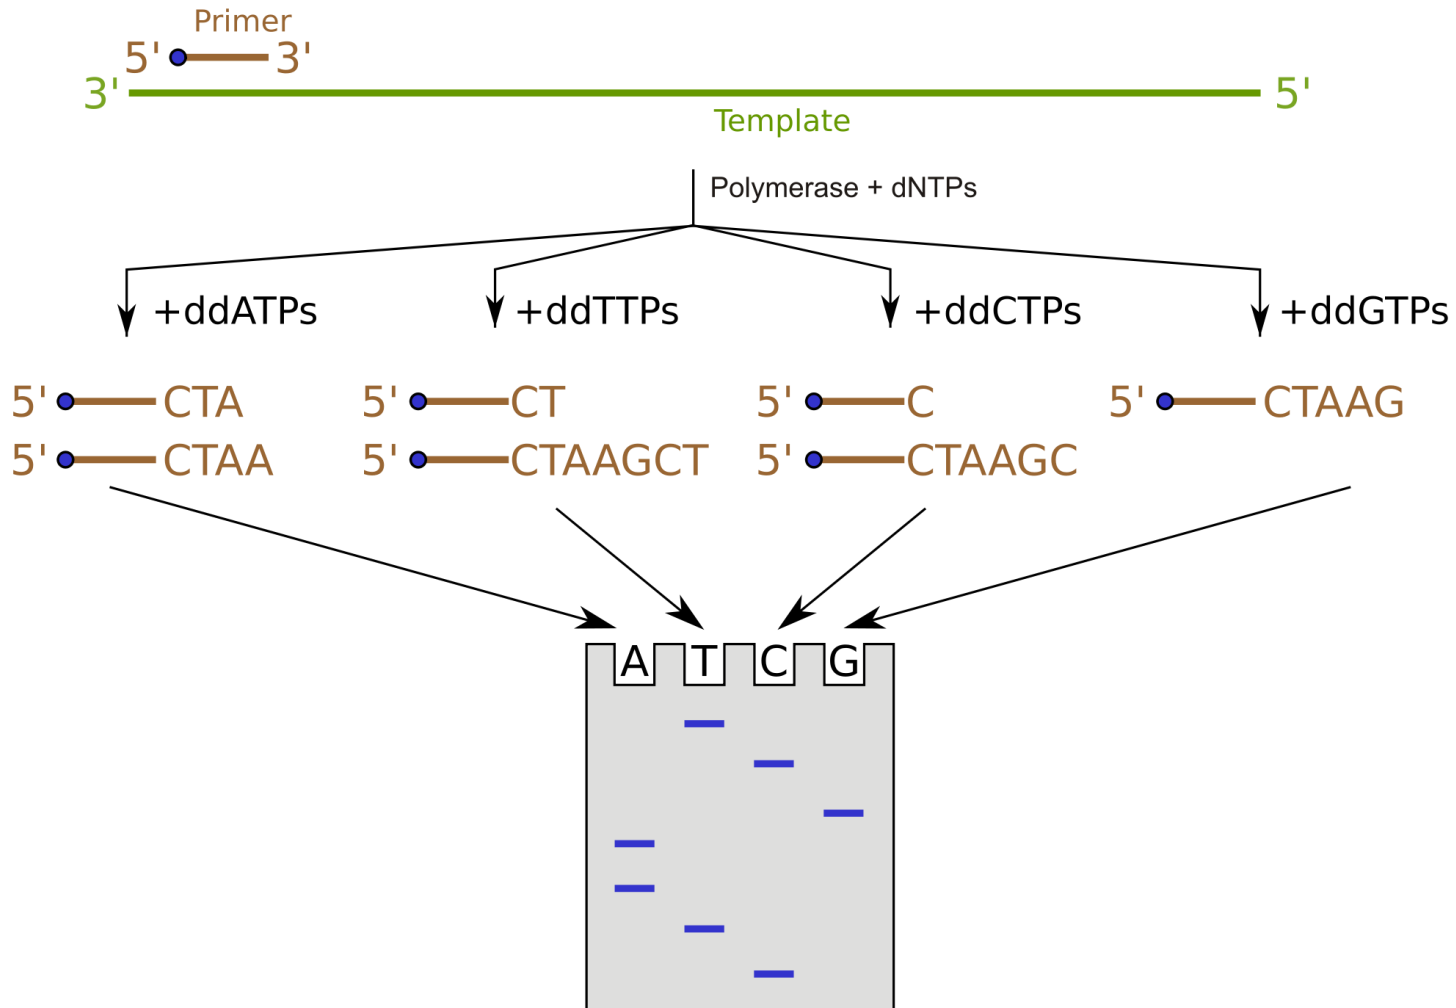 Primer
5' 3'
3' 5'
Template
Polymerase + dNTPs
+ddATPs +ddTTPs +ddCTPs +ddGTPs
5' CTA 5' CT 5' C 5' CTAAG
5' CTAA 5' CTAAGCT 5' CTAAGC
A T C G